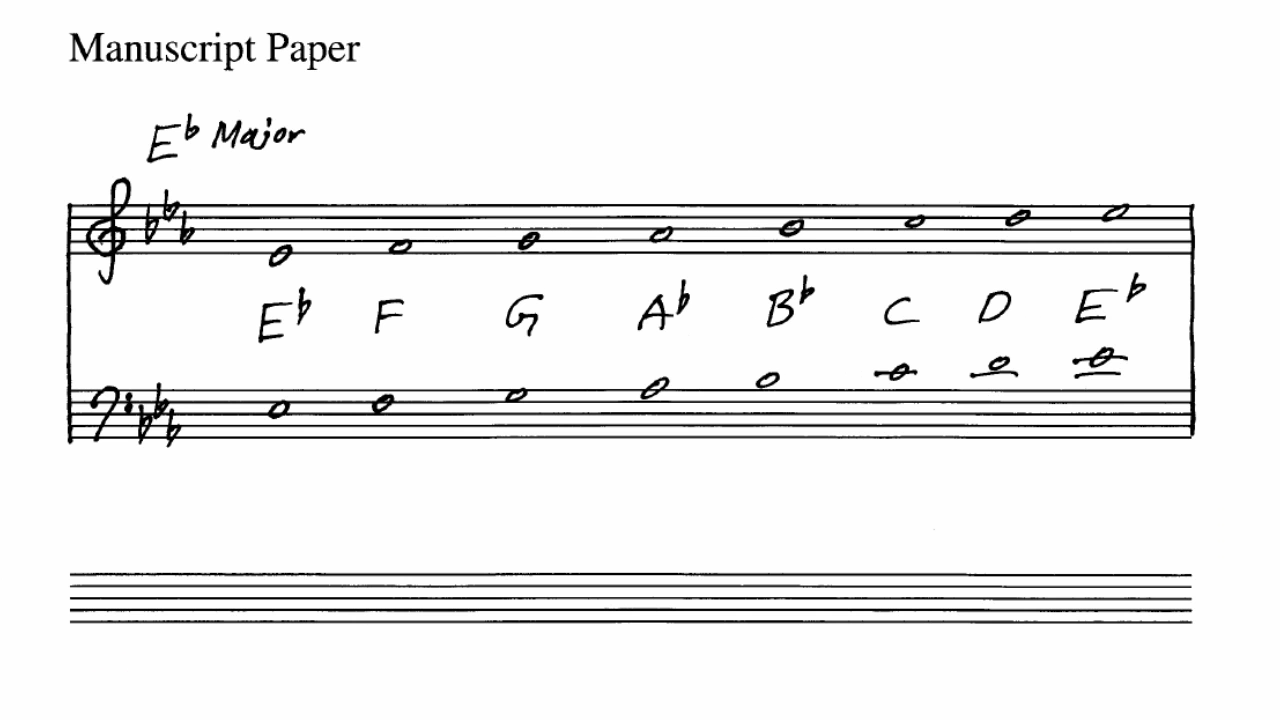 Manuscript Paper
E♭ Major
E♭ F G A♭ B♭ C D E♭